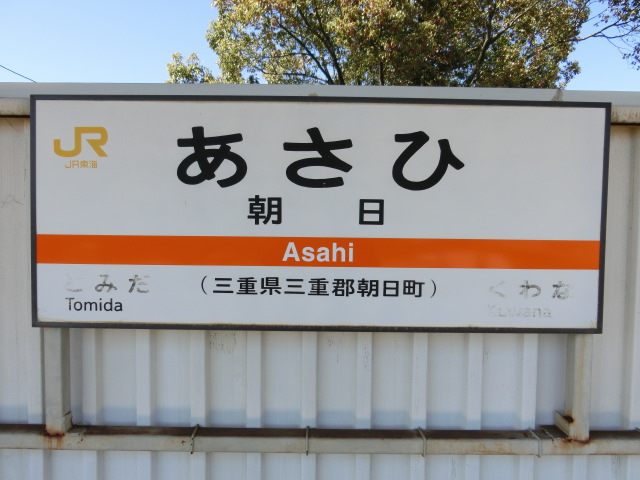 JR
JR東海
あさひ
朝日
Asahi
とみだ (三重県三重郡朝日町) くわな
Tomida Kuwana